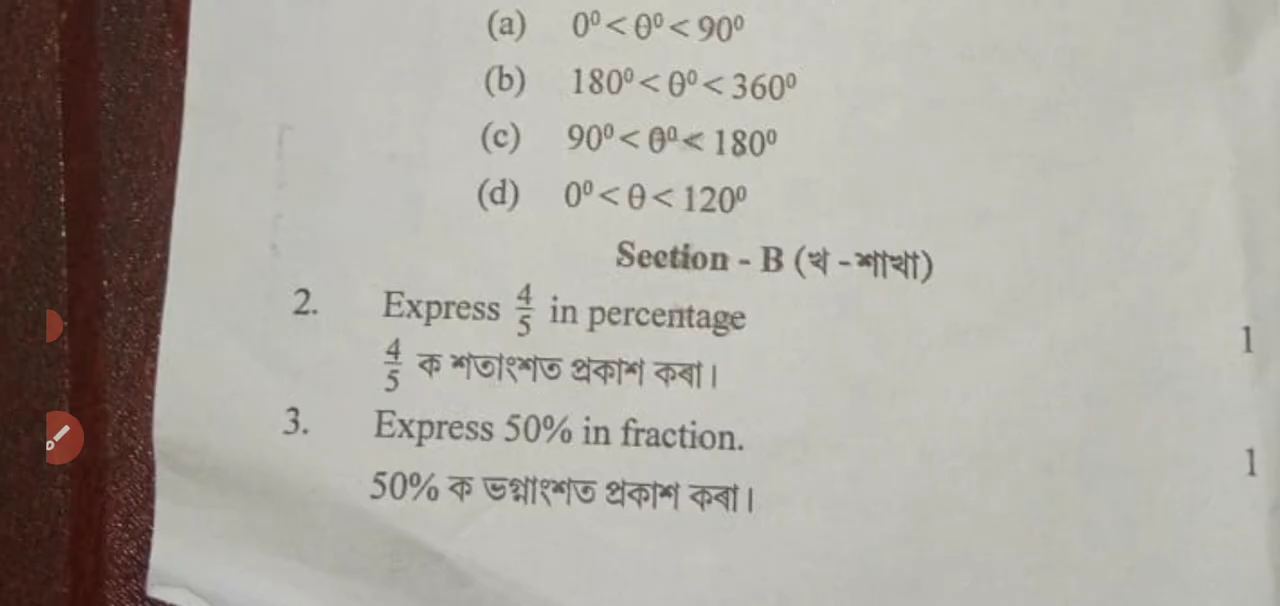 (a) 0⁰ < θ⁰ < 90⁰
(b) 180⁰ < θ⁰ < 360⁰
(c) 90⁰ < θ⁰ < 180⁰
(d) 0⁰ < θ < 120⁰
Section - B (খ -শাখা)
2. Express 4/5 in percentage 1
4/5 ক শতাংশত প্ৰকাশ কৰা।
3. Express 50% in fraction. 1
50% ক ভগ্নাংশত প্ৰকাশ কৰা।